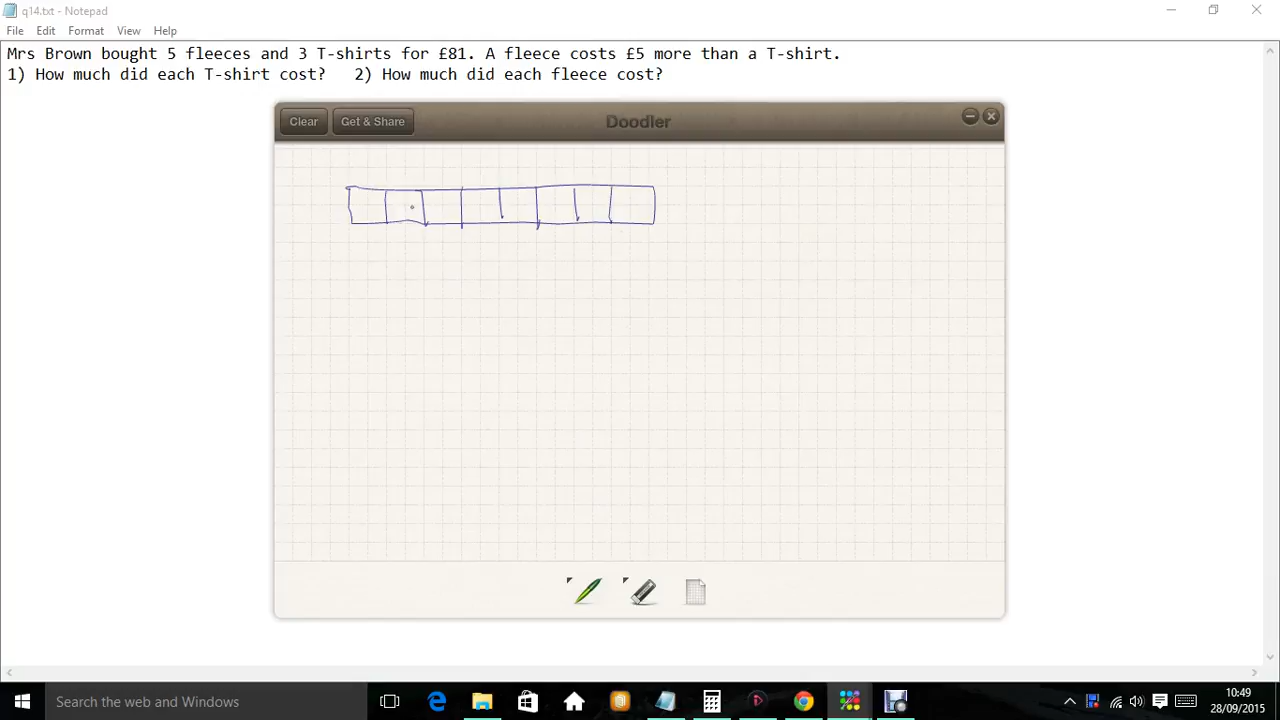 q14.txt - Notepad
File Edit Format View Help
Mrs Brown bought 5 fleeces and 3 T-shirts for £81. A fleece costs £5 more than a T-shirt.
1) How much did each T-shirt cost? 2) How much did each fleece cost?
Clear Get & Share Doodler
Search the web and Windows
10:49
28/09/2015